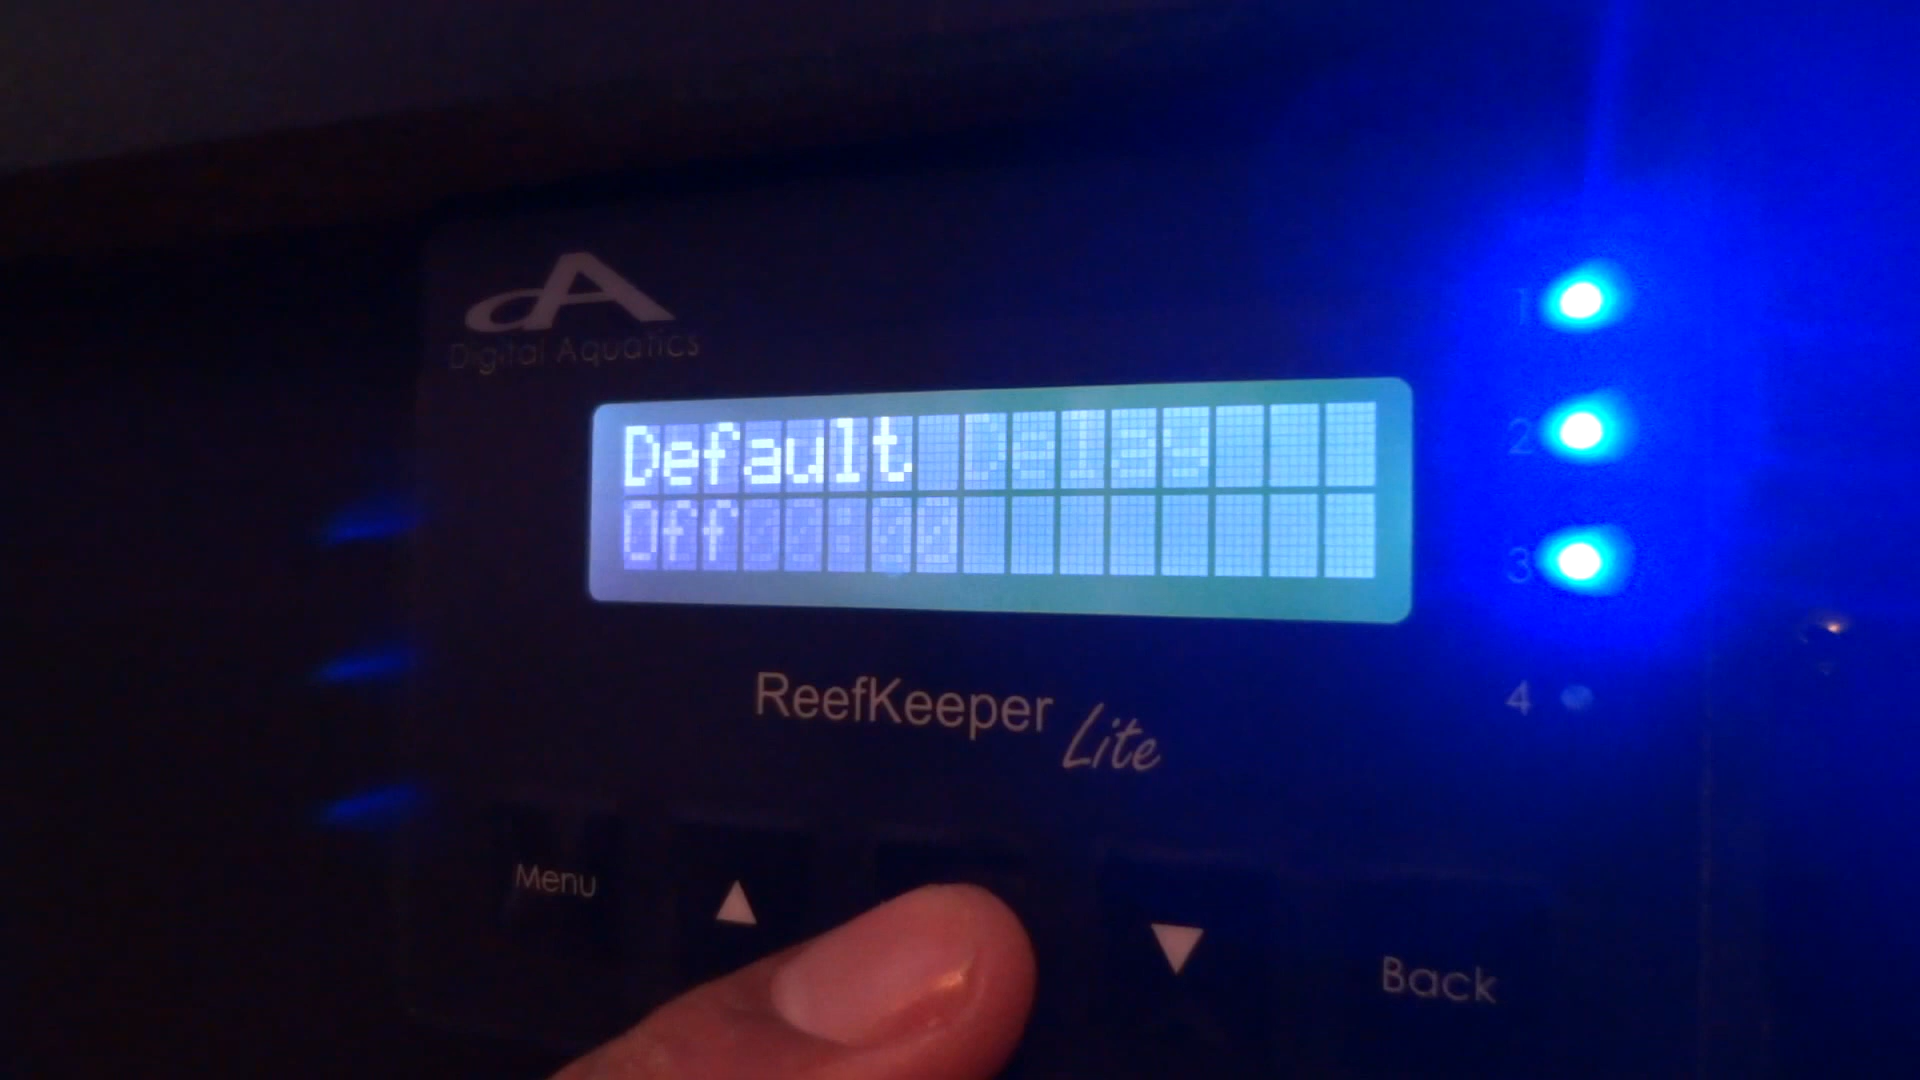 dA
Digital Aquatics
1
Default Delay
2
Off 00:00
3
ReefKeeper Lite
4
Menu
Back